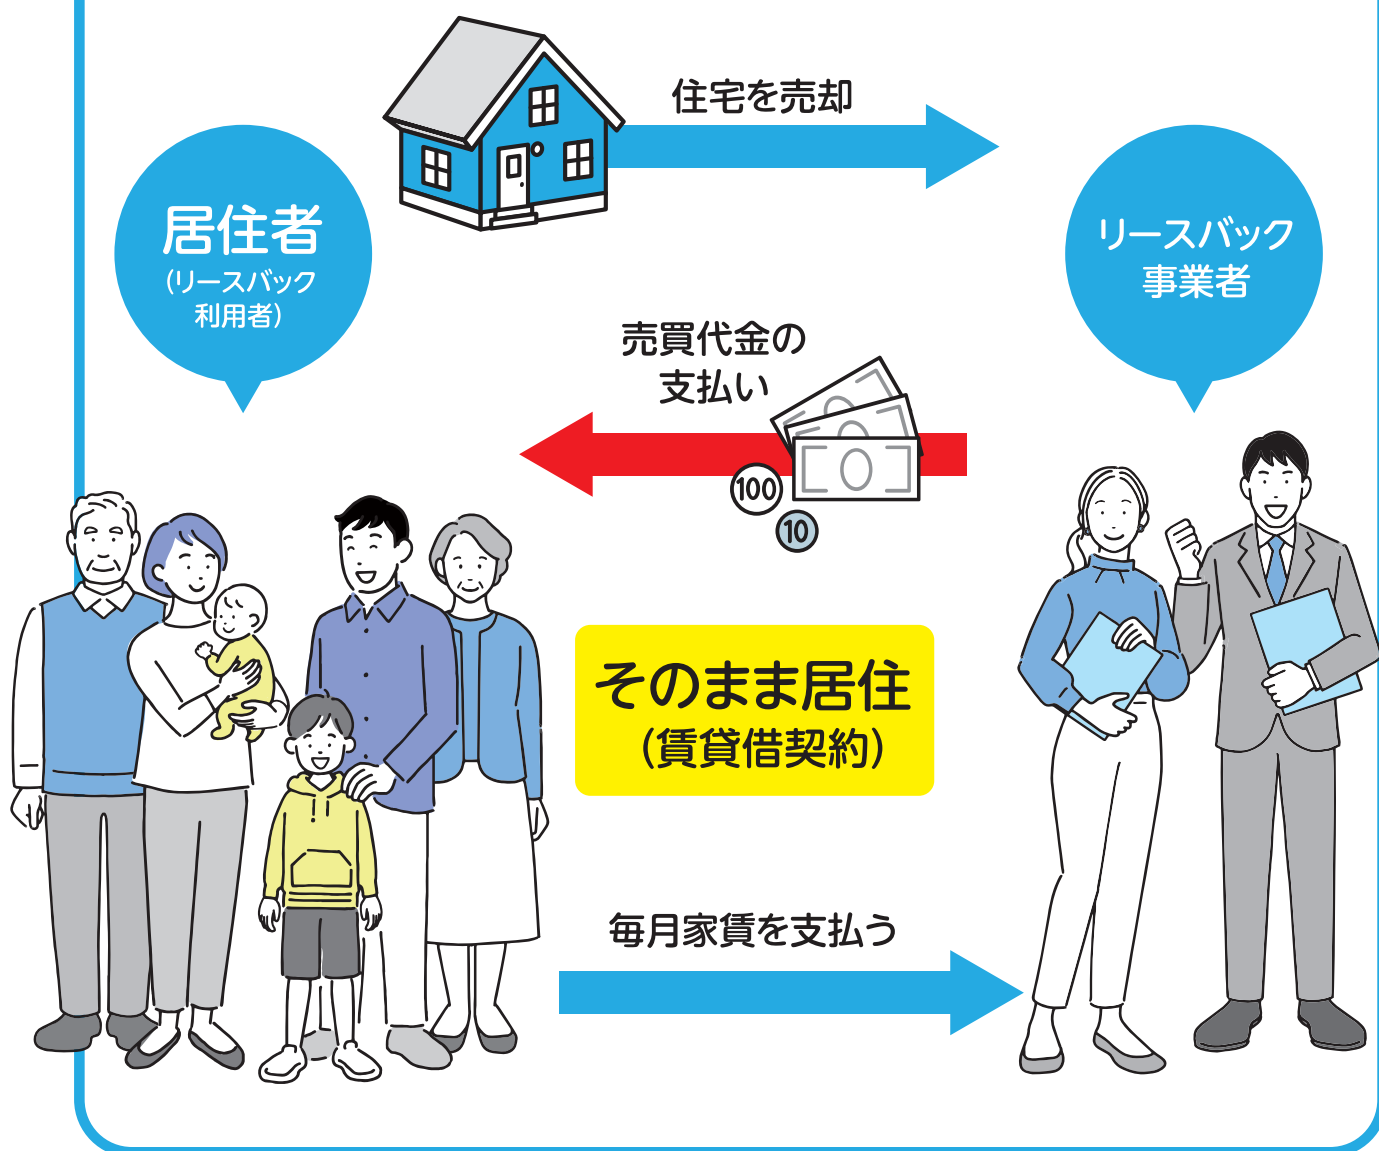 住宅を売却
居住者
(リースバック
利用者)
リースバック
事業者
売買代金の
支払い
100
10
そのまま居住
(賃貸借契約)
毎月家賃を支払う